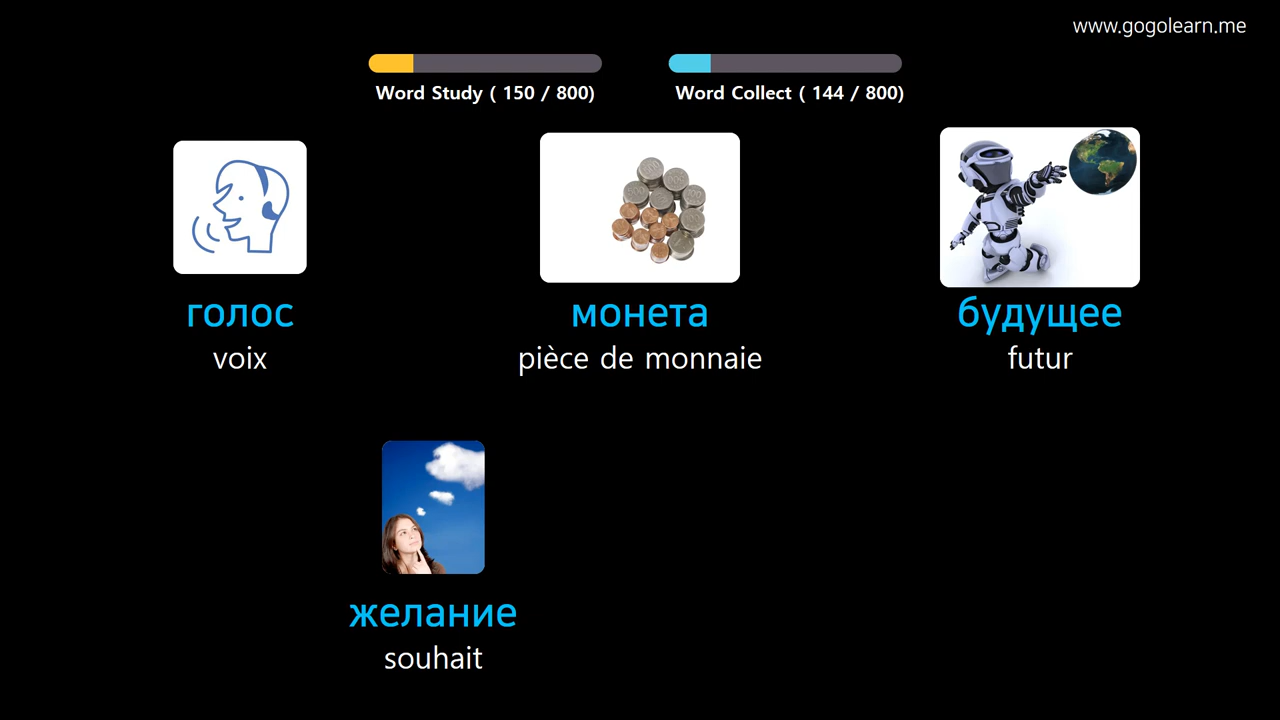 www.gogolearn.me
Word Study ( 150 / 800)
Word Collect ( 144 / 800)
голос
voix
монета
pièce de monnaie
будущее
futur
желание
souhait